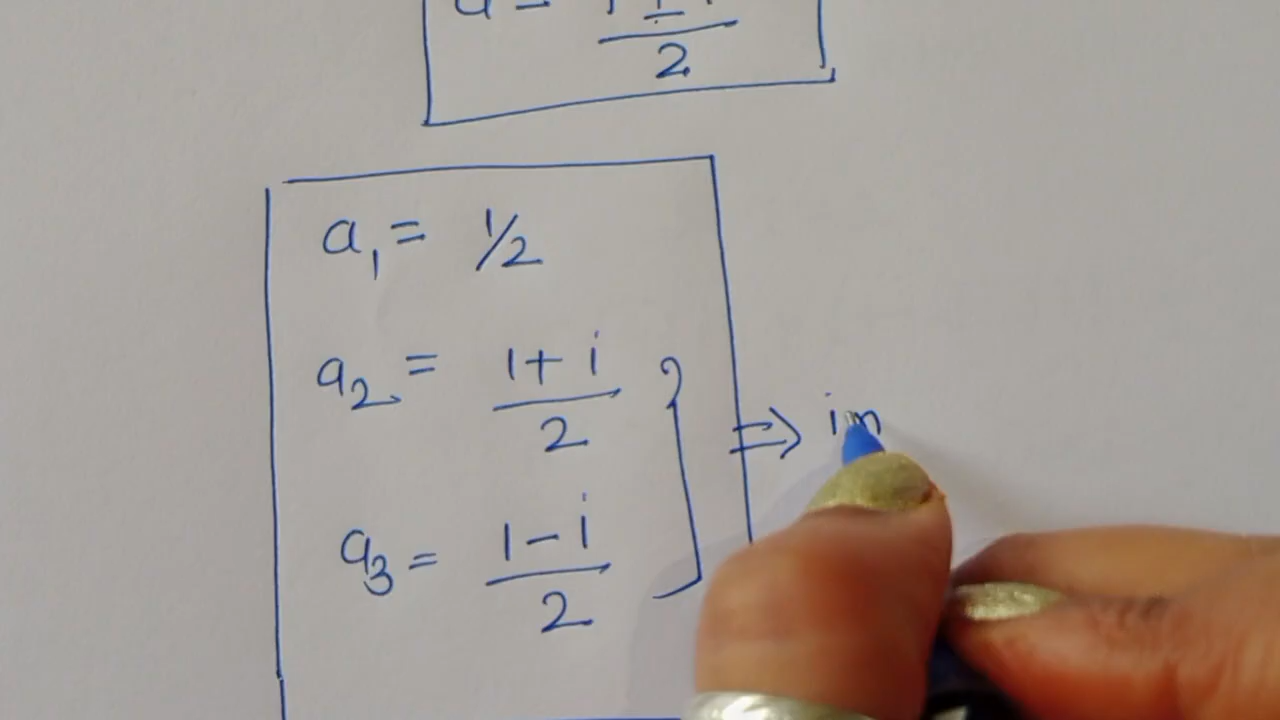 2
a₁ = 1/2
a₂ = (1 + i)/2
a₃ = (1 - i)/2
⇒ im